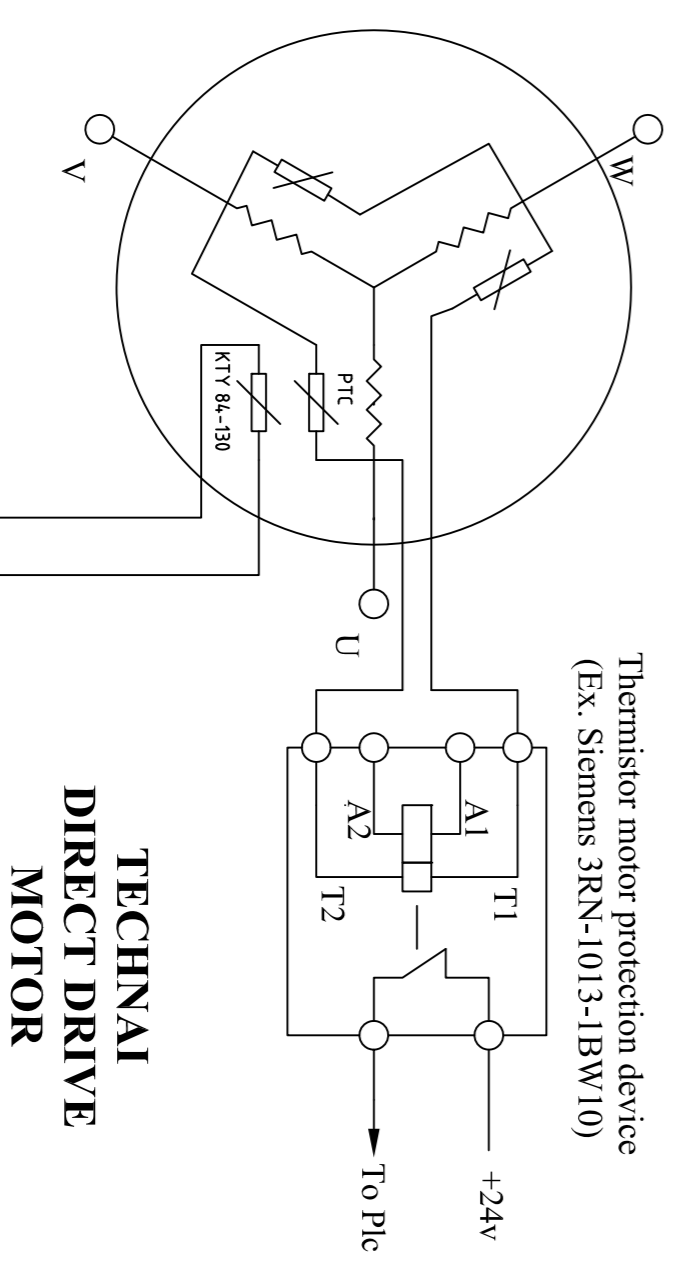 Thermistor motor protection device
(Ex. Siemens 3RN-1013-1BW10)
W
V
U
PTC
KTY 84-130
A1
A2
T1
T2
+24v
To Plc
TECHNAI
DIRECT DRIVE
MOTOR